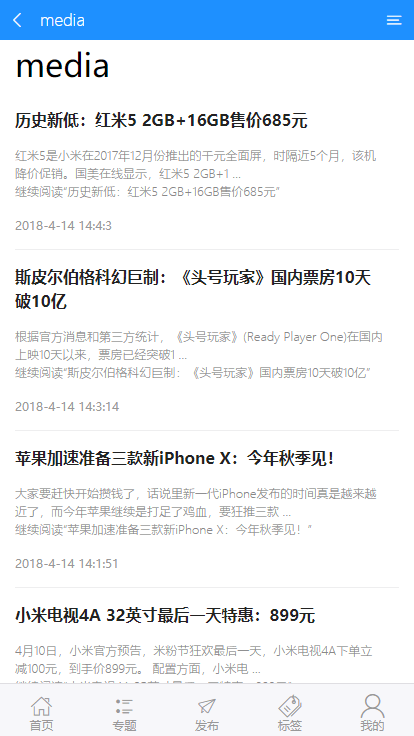 media
media
历史新低：红米5 2GB+16GB售价685元
红米5是小米在2017年12月份推出的千元全面屏，时隔近5个月，该机
降价促销。国美在线显示，红米5 2GB+1 ...
继续阅读“历史新低：红米5 2GB+16GB售价685元”
2018-4-14 14:4:3
斯皮尔伯格科幻巨制：《头号玩家》国内票房10天
破10亿
根据官方消息和第三方统计，《头号玩家》(Ready Player One)在国内
上映10天以来，票房已经突破1 ...
继续阅读“斯皮尔伯格科幻巨制：《头号玩家》国内票房10天破10亿”
2018-4-14 14:3:14
苹果加速准备三款新iPhone X：今年秋季见！
大家要赶快开始攒钱了，话说里新一代iPhone发布的时间真是越来越
近了，而今年苹果继续是打足了鸡血，要狂推三款 ...
继续阅读“苹果加速准备三款新iPhone X：今年秋季见！”
2018-4-14 14:1:51
小米电视4A 32英寸最后一天特惠：899元
4月10日，小米官方预告，米粉节狂欢最后一天，小米电视4A下单立
减100元，到手价899元。 配置方面，小米电 ...
首页
专题
发布
标签
我的